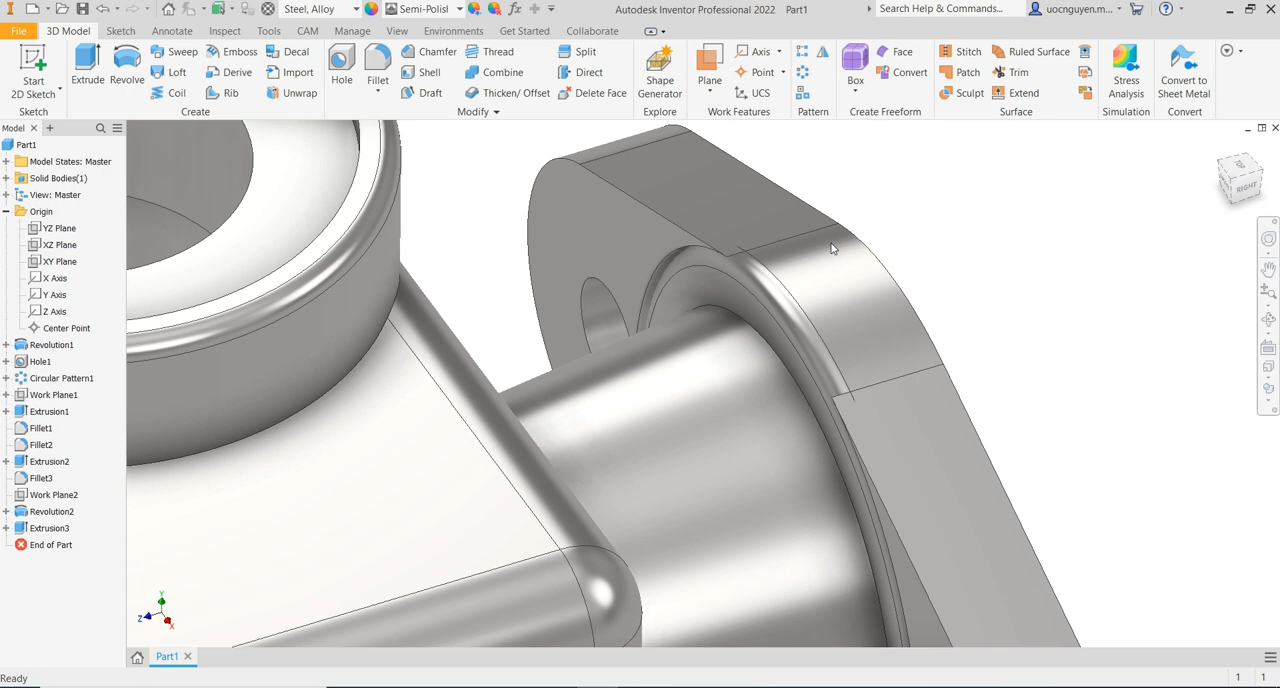 Steel, Alloy
Semi-Polisl
Autodesk Inventor Professional 2022 Part1
Search Help & Commands...
uocnguyen.m...
File
3D Model
Sketch
Annotate
Inspect
Tools
CAM
Manage
View
Environments
Get Started
Collaborate
Start
2D Sketch
Sketch
Extrude
Revolve
Sweep
Loft
Coil
Emboss
Derive
Rib
Decal
Import
Unwrap
Create
Hole
Fillet
Chamfer
Shell
Draft
Thread
Combine
Thicken/ Offset
Split
Direct
Delete Face
Modify
Shape
Generator
Explore
Plane
Axis
Point
UCS
Work Features
Pattern
Box
Face
Convert
Create Freeform
Stitch
Patch
Sculpt
Ruled Surface
Trim
Extend
Surface
Stress
Analysis
Simulation
Convert to
Sheet Metal
Convert
Model
Part1
Model States: Master
Solid Bodies(1)
View: Master
Origin
YZ Plane
XZ Plane
XY Plane
X Axis
Y Axis
Z Axis
Center Point
Revolution1
Hole1
Circular Pattern1
Work Plane1
Extrusion1
Fillet1
Fillet2
Extrusion2
Fillet3
Work Plane2
Revolution2
Extrusion3
End of Part
RIGHT
Y
Z
X
Part1
Ready
1 1